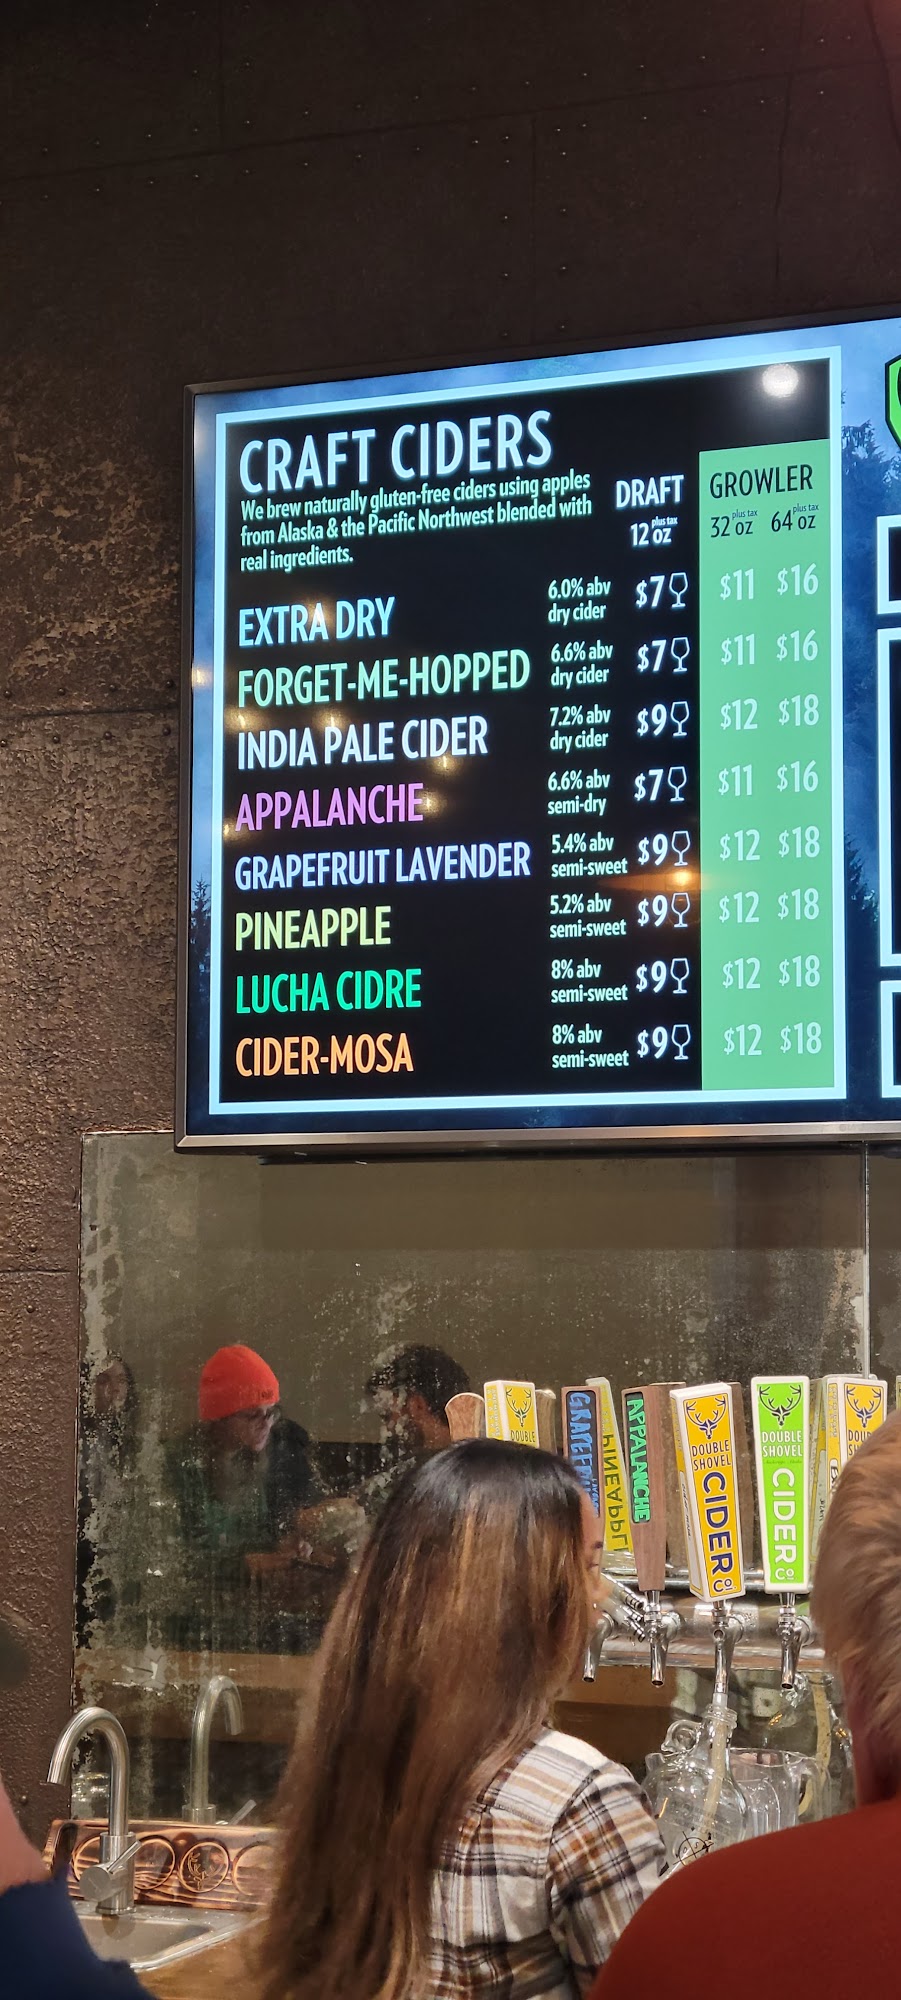 CRAFT CIDERS
We brew naturally gluten-free ciders using apples
from Alaska & the Pacific Northwest blended with
real ingredients.
DRAFT
12 oz plus tax
GROWLER
32 oz plus tax 64 oz plus tax
EXTRA DRY 6.0% abv dry cider $7 $11 $16
FORGET-ME-HOPPED 6.6% abv dry cider $7 $11 $16
INDIA PALE CIDER 7.2% abv dry cider $9 $12 $18
APPALANCHE 6.6% abv semi-dry $7 $11 $16
GRAPEFRUIT LAVENDER 5.4% abv semi-sweet $9 $12 $18
PINEAPPLE 5.2% abv semi-sweet $9 $12 $18
LUCHA CIDRE 8% abv semi-sweet $9 $12 $18
CIDER-MOSA 8% abv semi-sweet $9 $12 $18
DOUBLE
APPALANCHE
DOUBLE
SHOVEL
CIDER
CO
DOUBLE
SHOVEL
CIDER
CO